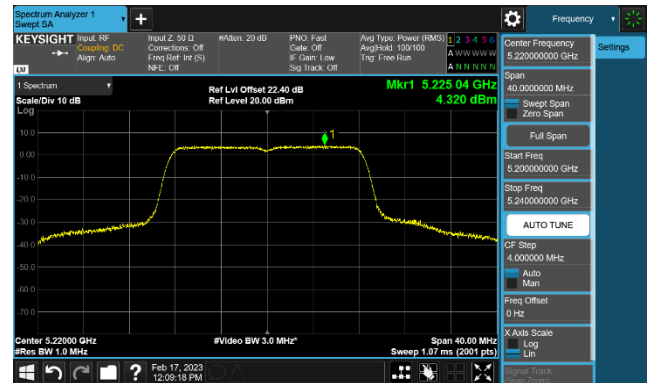 Spectrum Analyzer 1
Swept SA
Frequency
KEYSIGHT
Input: RF
Coupling: DC
Align: Auto
Input Z: 50 Ω
Corrections: Off
Freq Ref: Int (S)
NFE: Off
#Atten: 20 dB
PNO: Fast
Gate: Off
IF Gain: Low
Sig Track: Off
Avg Type: Power (RMS)
Avg|Hold: 100/100
Trig: Free Run
1 2 3 4 5 6
A W W W W W
A N N N N N
LXI
1 Spectrum
Scale/Div 10 dB
Log
Ref Lvl Offset 22.40 dB
Ref Level 20.00 dBm
Mkr1 5.225 04 GHz
4.320 dBm
1
10.0
0.00
-10.0
-20.0
-30.0
-40.0
-50.0
-60.0
-70.0
Center 5.22000 GHz
#Res BW 1.0 MHz
#Video BW 3.0 MHz*
Span 40.00 MHz
Sweep 1.07 ms (2001 pts)
Feb 17, 2023
12:09:18 PM
Center Frequency
5.220000000 GHz
Settings
Span
40.0000000 MHz
Swept Span
Zero Span
Full Span
Start Freq
5.200000000 GHz
Stop Freq
5.240000000 GHz
AUTO TUNE
CF Step
4.000000 MHz
Auto
Man
Freq Offset
0 Hz
X Axis Scale
Log
Lin
Signal Track
(Span Zoom)